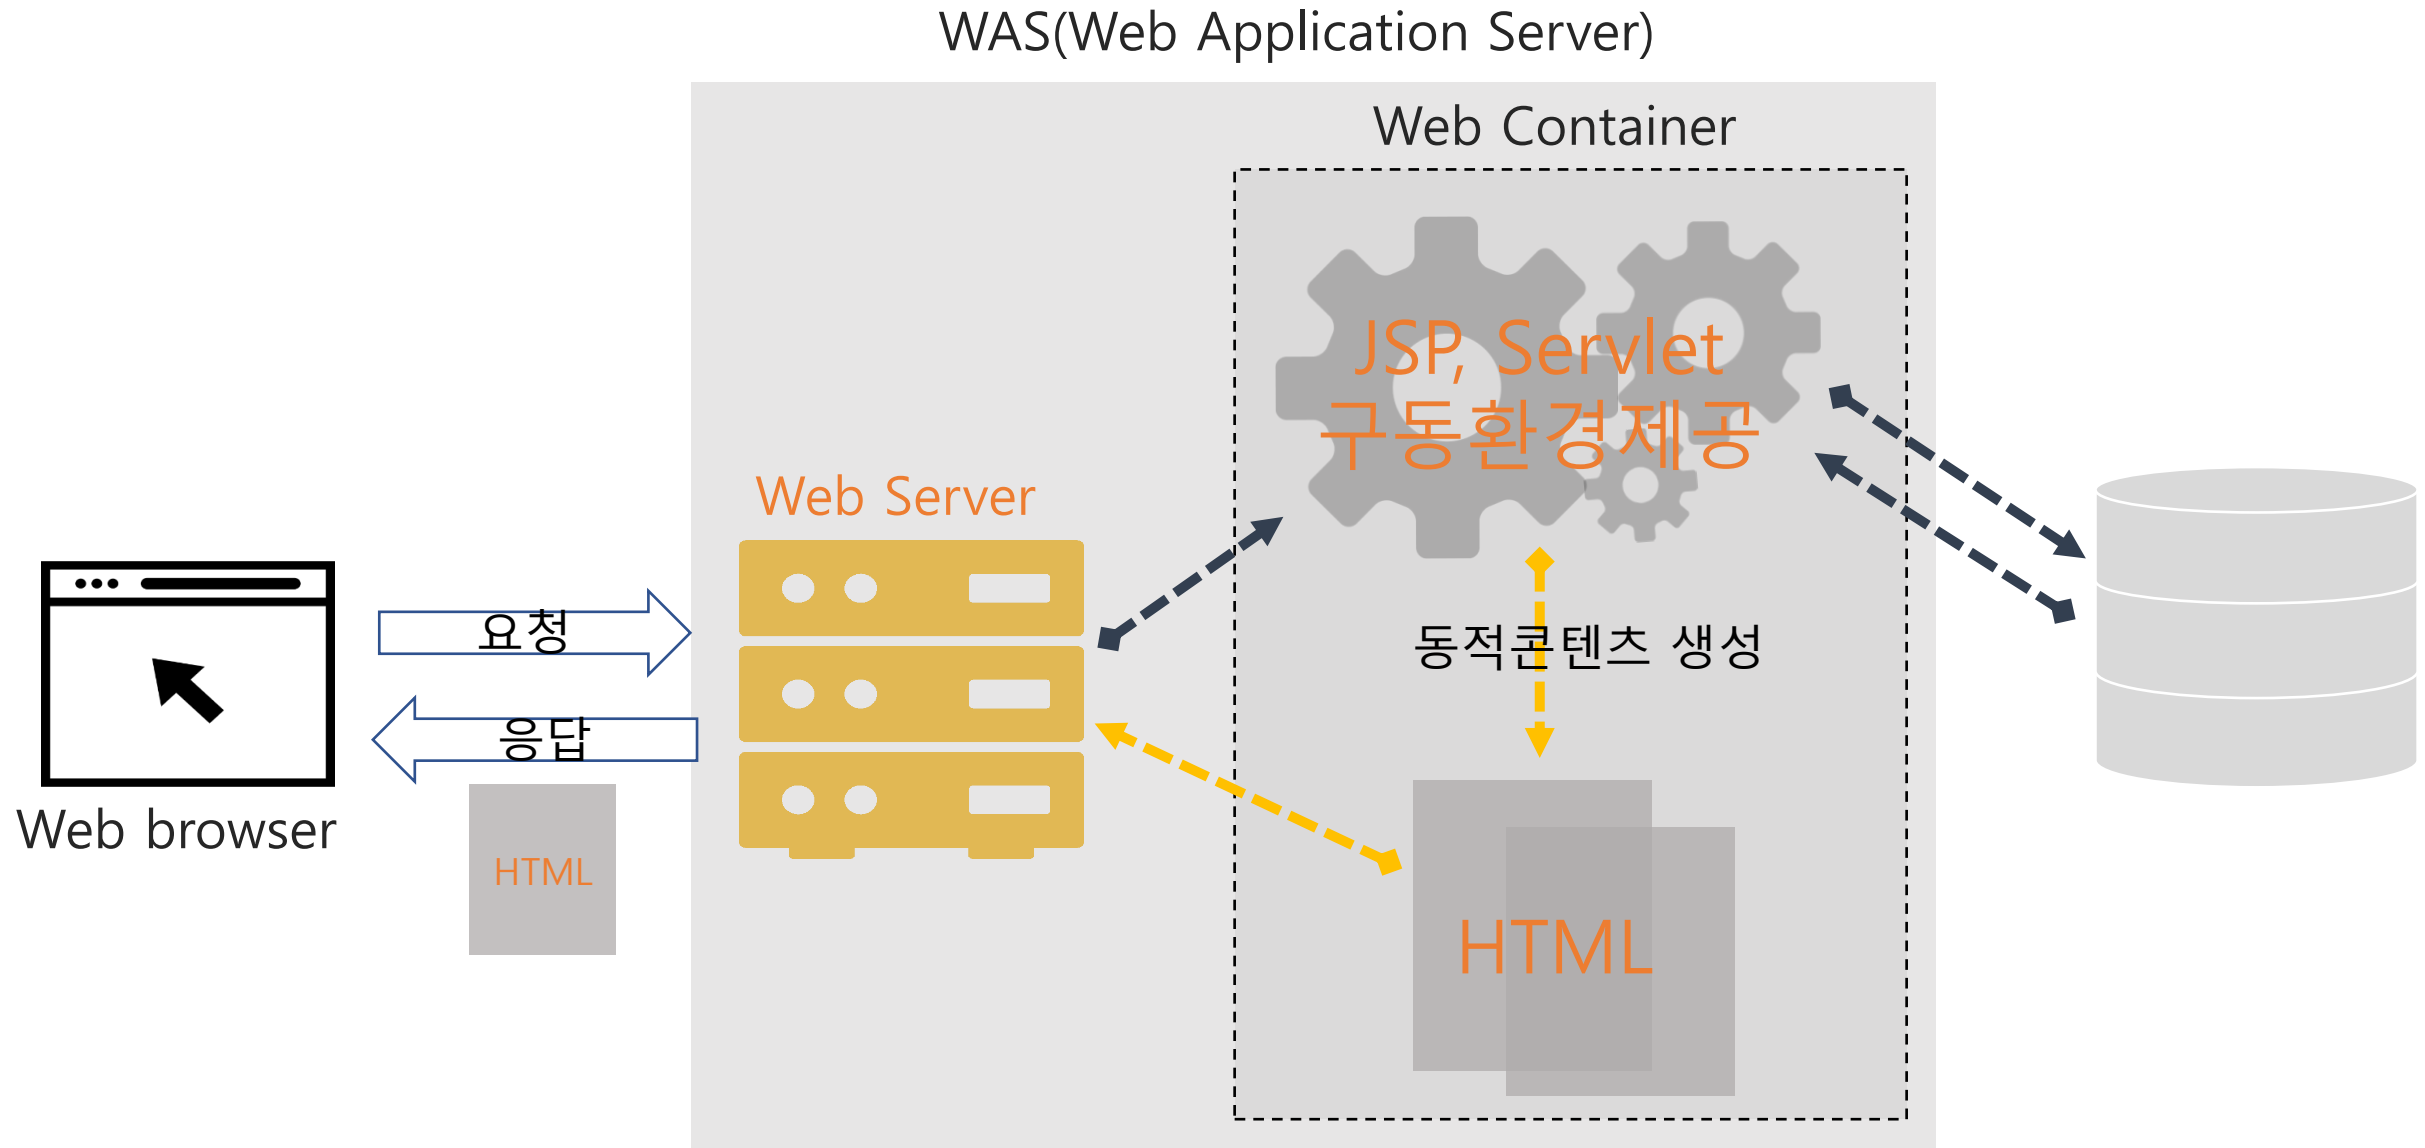 WAS(Web Application Server)
Web Container
JSP, Servlet
구동환경제공
Web Server
요청
응답
동적콘텐츠 생성
Web browser
HTML
HTML